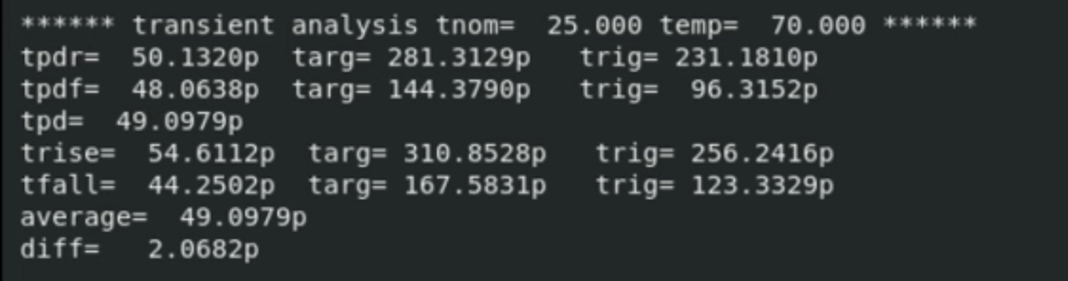 ****** transient analysis tnom=  25.000 temp=  70.000 ******
tpdr=  50.1320p  targ= 281.3129p   trig= 231.1810p
tpdf=  48.0638p  targ= 144.3790p   trig=  96.3152p
tpd=  49.0979p
trise=  54.6112p  targ= 310.8528p   trig= 256.2416p
tfall=  44.2502p  targ= 167.5831p   trig= 123.3329p
average=  49.0979p
diff=   2.0682p